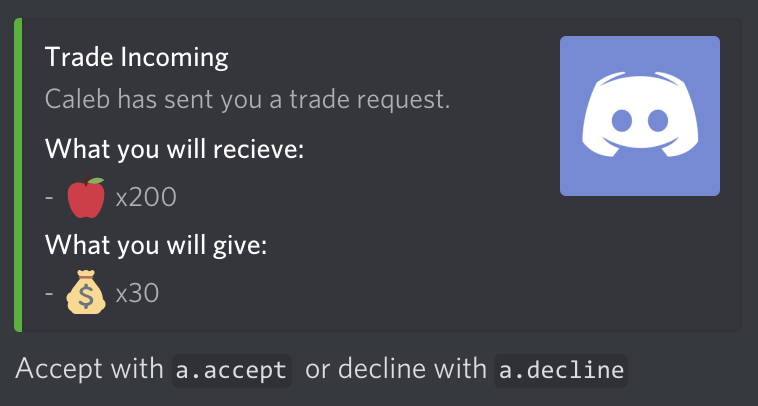 Trade Incoming
Caleb has sent you a trade request.
What you will recieve:
- 🍎 x200
What you will give:
- 💰 x30
Accept with a.accept or decline with a.decline